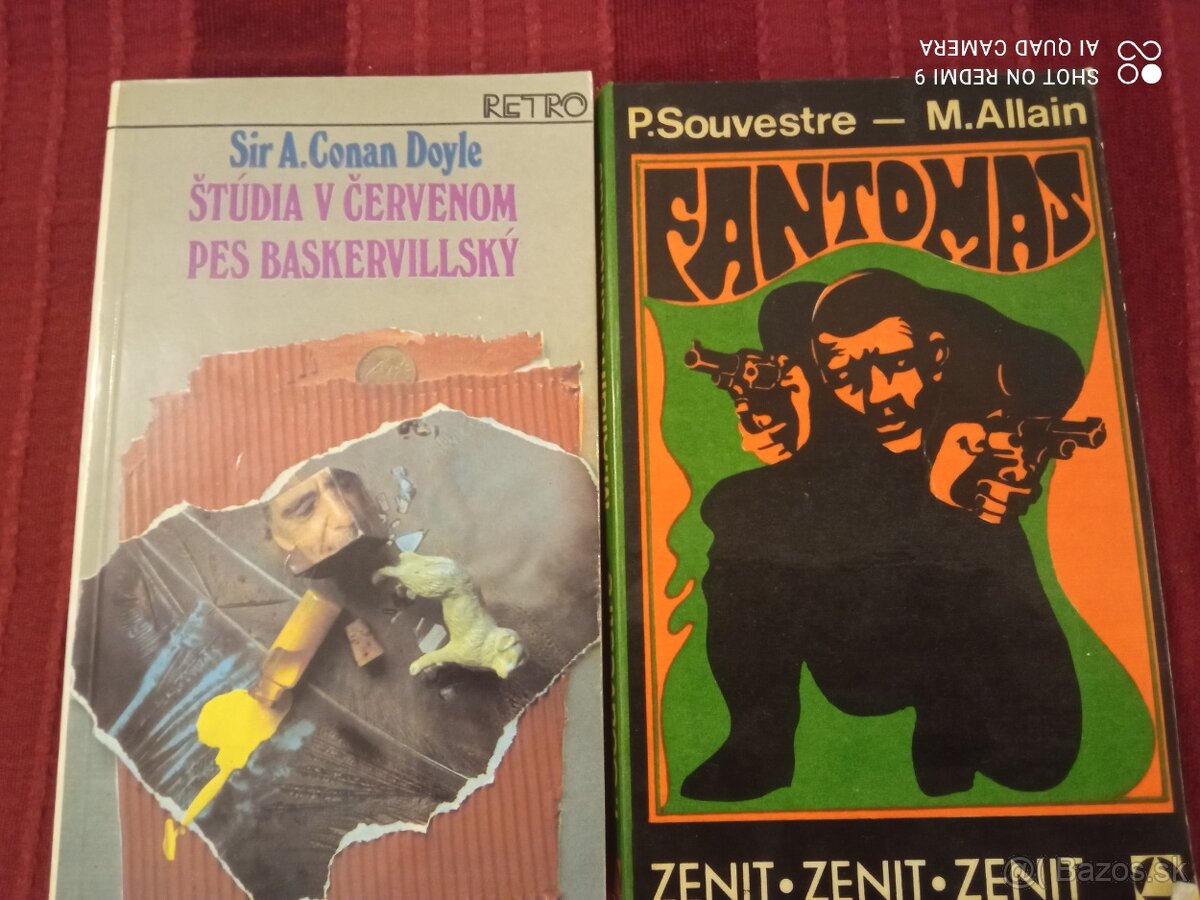 SHOT ON REDMI 9
AI QUAD CAMERA
RETRO
Sir A. Conan Doyle
ŠTÚDIA V ČERVENOM
PES BASKERVILLSKÝ
P. Souvestre — M. Allain
FANTOMAS
ZENIT • ZENIT • ZENIT
@( Bazos.sk